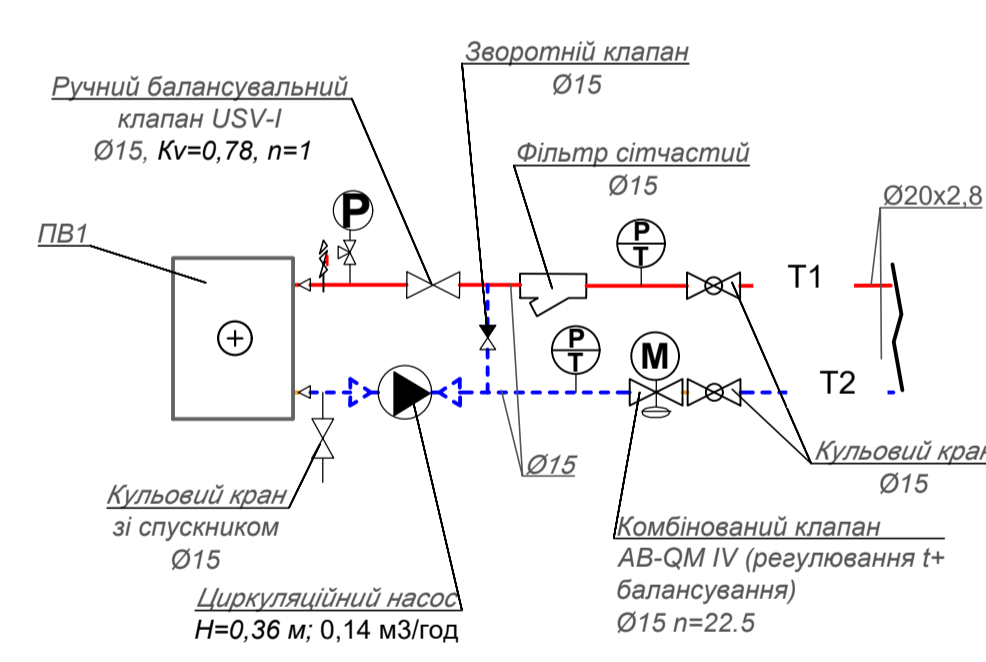 Зворотній клапан
Ø15
Ручний балансувальний
клапан USV-I
Ø15, Kv=0,78, n=1
Фільтр сітчастий
Ø15
Ø20x2,8
ПВ1
P
P
T
T1
P
T
M
T2
Ø15
Кульовий кран
Ø15
Кульовий кран
зі спускником
Ø15
Комбінований клапан
AB-QM IV (регулювання t+
балансування)
Ø15 n=22.5
Циркуляційний насос
H=0,36 м; 0,14 м3/год